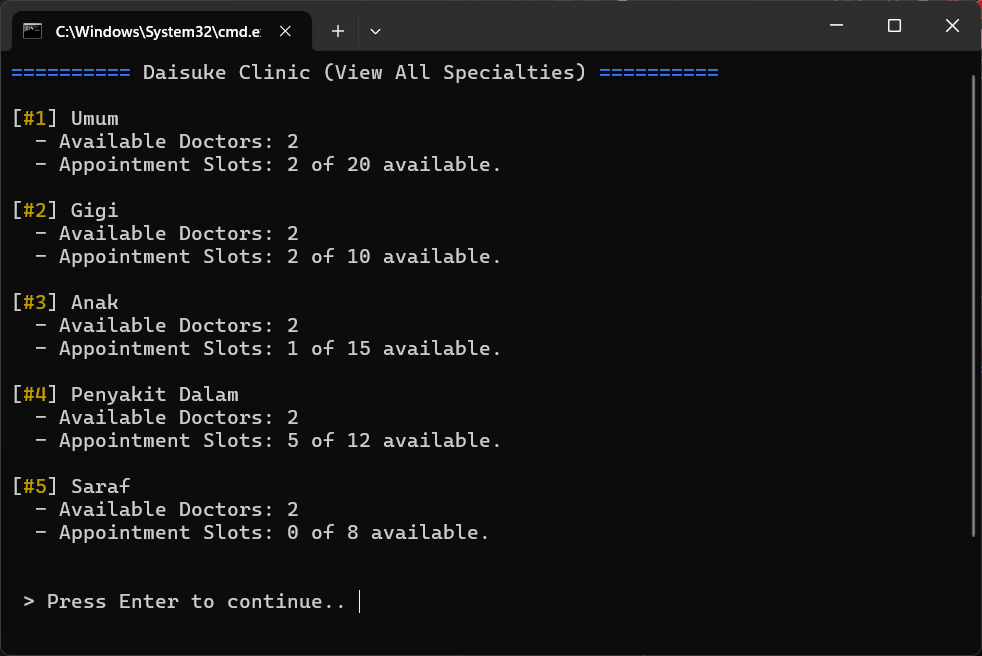 C:\Windows\System32\cmd.e
========== Daisuke Clinic (View All Specialties) ==========
[#1] Umum
- Available Doctors: 2
- Appointment Slots: 2 of 20 available.
[#2] Gigi
- Available Doctors: 2
- Appointment Slots: 2 of 10 available.
[#3] Anak
- Available Doctors: 2
- Appointment Slots: 1 of 15 available.
[#4] Penyakit Dalam
- Available Doctors: 2
- Appointment Slots: 5 of 12 available.
[#5] Saraf
- Available Doctors: 2
- Appointment Slots: 0 of 8 available.
> Press Enter to continue..